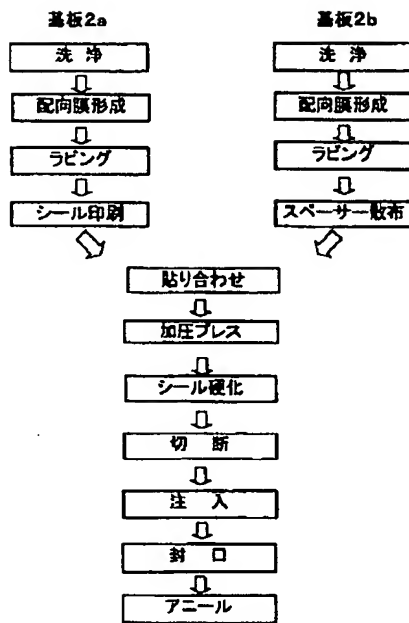 基板2a
基板2b
洗浄
洗浄
配向膜形成
配向膜形成
ラビング
ラビング
シール印刷
スペーサー散布
貼り合わせ
加圧プレス
シール硬化
切断
注入
封口
アニール